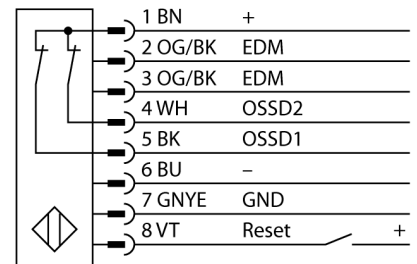 1 BN +
2 OG/BK EDM
3 OG/BK EDM
4 WH OSSD2
5 BK OSSD1
6 BU –
7 GNYE GND
8 VT Reset +